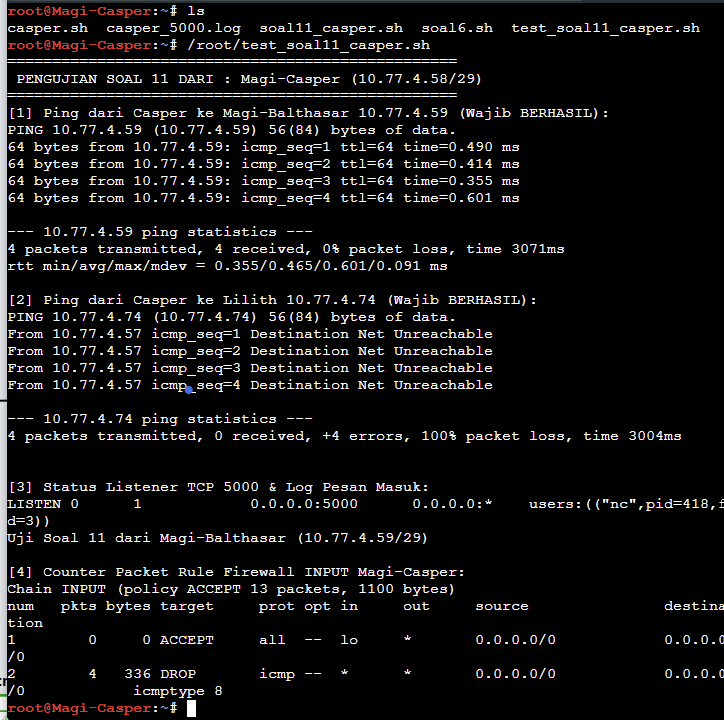 root@Magi-Casper:~# ls
casper.sh  casper_5000.log  soal11_casper.sh  soal6.sh  test_soal11_casper.sh
root@Magi-Casper:~# /root/test_soal11_casper.sh
==================================================
 PENGUJIAN SOAL 11 DARI : Magi-Casper (10.77.4.58/29)
==================================================
[1] Ping dari Casper ke Magi-Balthasar 10.77.4.59 (Wajib BERHASIL):
PING 10.77.4.59 (10.77.4.59) 56(84) bytes of data.
64 bytes from 10.77.4.59: icmp_seq=1 ttl=64 time=0.490 ms
64 bytes from 10.77.4.59: icmp_seq=2 ttl=64 time=0.414 ms
64 bytes from 10.77.4.59: icmp_seq=3 ttl=64 time=0.355 ms
64 bytes from 10.77.4.59: icmp_seq=4 ttl=64 time=0.601 ms
--- 10.77.4.59 ping statistics ---
4 packets transmitted, 4 received, 0% packet loss, time 3071ms
rtt min/avg/max/mdev = 0.355/0.465/0.601/0.091 ms
[2] Ping dari Casper ke Lilith 10.77.4.74 (Wajib BERHASIL):
PING 10.77.4.74 (10.77.4.74) 56(84) bytes of data.
From 10.77.4.57 icmp_seq=1 Destination Net Unreachable
From 10.77.4.57 icmp_seq=2 Destination Net Unreachable
From 10.77.4.57 icmp_seq=3 Destination Net Unreachable
From 10.77.4.57 icmp_seq=4 Destination Net Unreachable
--- 10.77.4.74 ping statistics ---
4 packets transmitted, 0 received, +4 errors, 100% packet loss, time 3004ms
[3] Status Listener TCP 5000 & Log Pesan Masuk:
LISTEN 0      1            0.0.0.0:5000      0.0.0.0:*    users:(("nc",pid=418,f
d=3))
Uji Soal 11 dari Magi-Balthasar (10.77.4.59/29)
[4] Counter Packet Rule Firewall INPUT Magi-Casper:
Chain INPUT (policy ACCEPT 13 packets, 1100 bytes)
num   pkts bytes target     prot opt in     out     source               destina
tion
1        0     0 ACCEPT     all  --  lo     *       0.0.0.0/0            0.0.0.0
/0
2        4   336 DROP       icmp --  *      *       0.0.0.0/0            0.0.0.0
/0            icmptype 8
root@Magi-Casper:~#